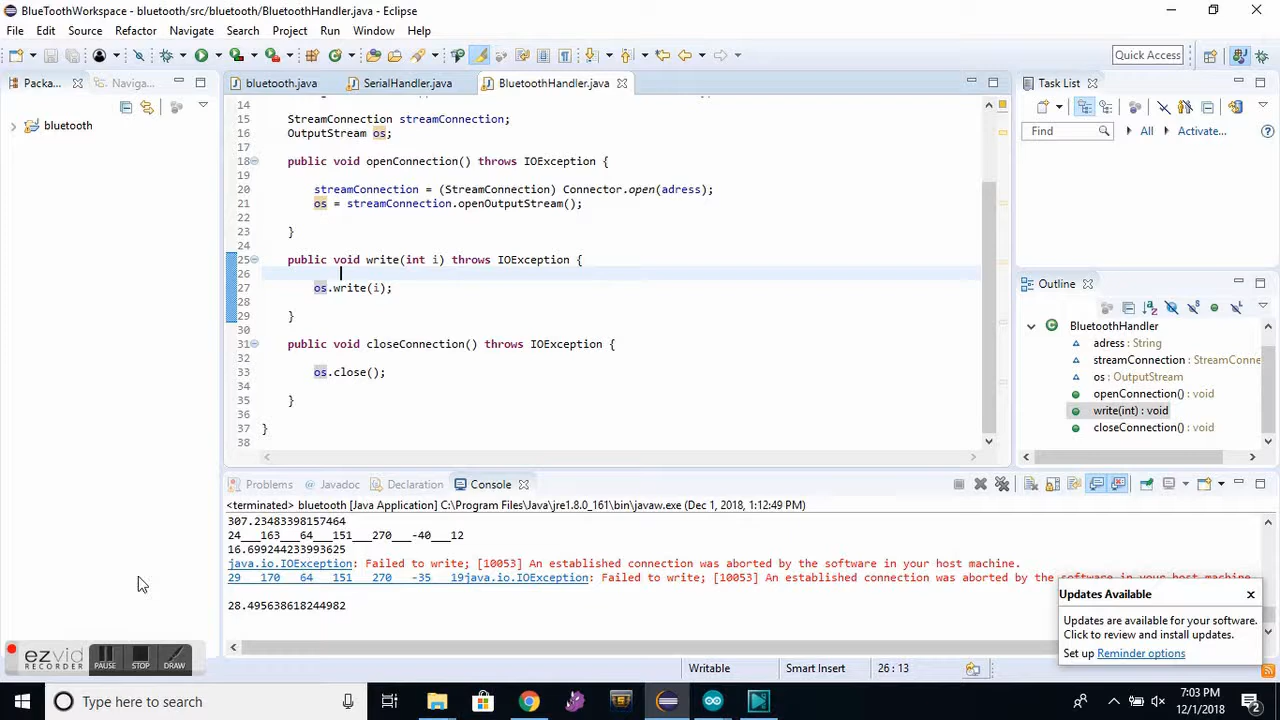 BlueToothWorkspace - bluetooth/src/bluetooth/BluetoothHandler.java - Eclipse
File Edit Source Refactor Navigate Search Project Run Window Help
Quick Access
Packa...
Naviga...
bluetooth
bluetooth.java
SerialHandler.java
BluetoothHandler.java
14
15 StreamConnection streamConnection;
16 OutputStream os;
17
18 public void openConnection() throws IOException {
19
20 streamConnection = (StreamConnection) Connector.open(adress);
21 os = streamConnection.openOutputStream();
22
23 }
24
25 public void write(int i) throws IOException {
26
27 os.write(i);
28
29 }
30
31 public void closeConnection() throws IOException {
32
33 os.close();
34
35 }
36
37 }
38
Task List
Find
All
Activate...
Outline
BluetoothHandler
adress : String
streamConnection : StreamConne
os : OutputStream
openConnection() : void
write(int) : void
closeConnection() : void
Problems
Javadoc
Declaration
Console
<terminated> bluetooth [Java Application] C:\Program Files\Java\jre1.8.0_161\bin\javaw.exe (Dec 1, 2018, 1:12:49 PM)
307.23483398157464
24___163___64___151___270___-40___12
16.699244233993625
java.io.IOException: Failed to write; [10053] An established connection was aborted by the software in your host machine.
29___170___64___151___270___-35___19java.io.IOException: Failed to write; [10053] An established connection was aborted by the software in your host machine
28.495638618244982
Updates Available
Updates are available for your software.
Click to review and install updates.
Set up Reminder options
ezvid
RECORDER
PAUSE
STOP
DRAW
Writable
Smart Insert
26 : 13
Type here to search
7:03 PM
12/1/2018
2